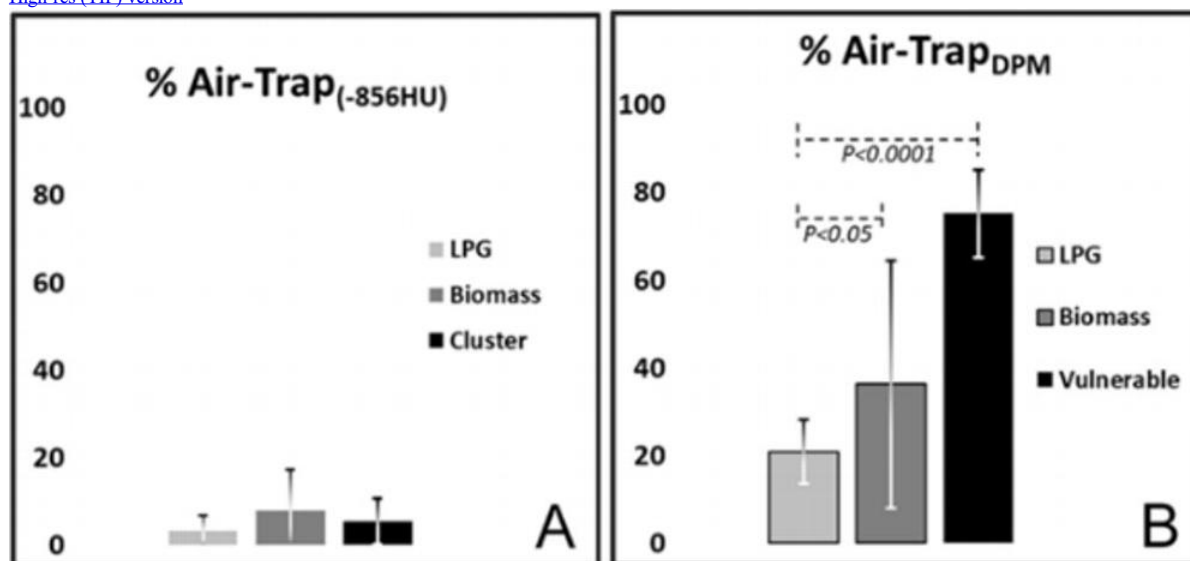 % Air-Trap(-856HU)
100
80
60
40
20
0
LPG
Biomass
Cluster
A
% Air-TrapDPM
100
80
60
40
20
0
P<0.0001
P<0.05
LPG
Biomass
Vulnerable
B